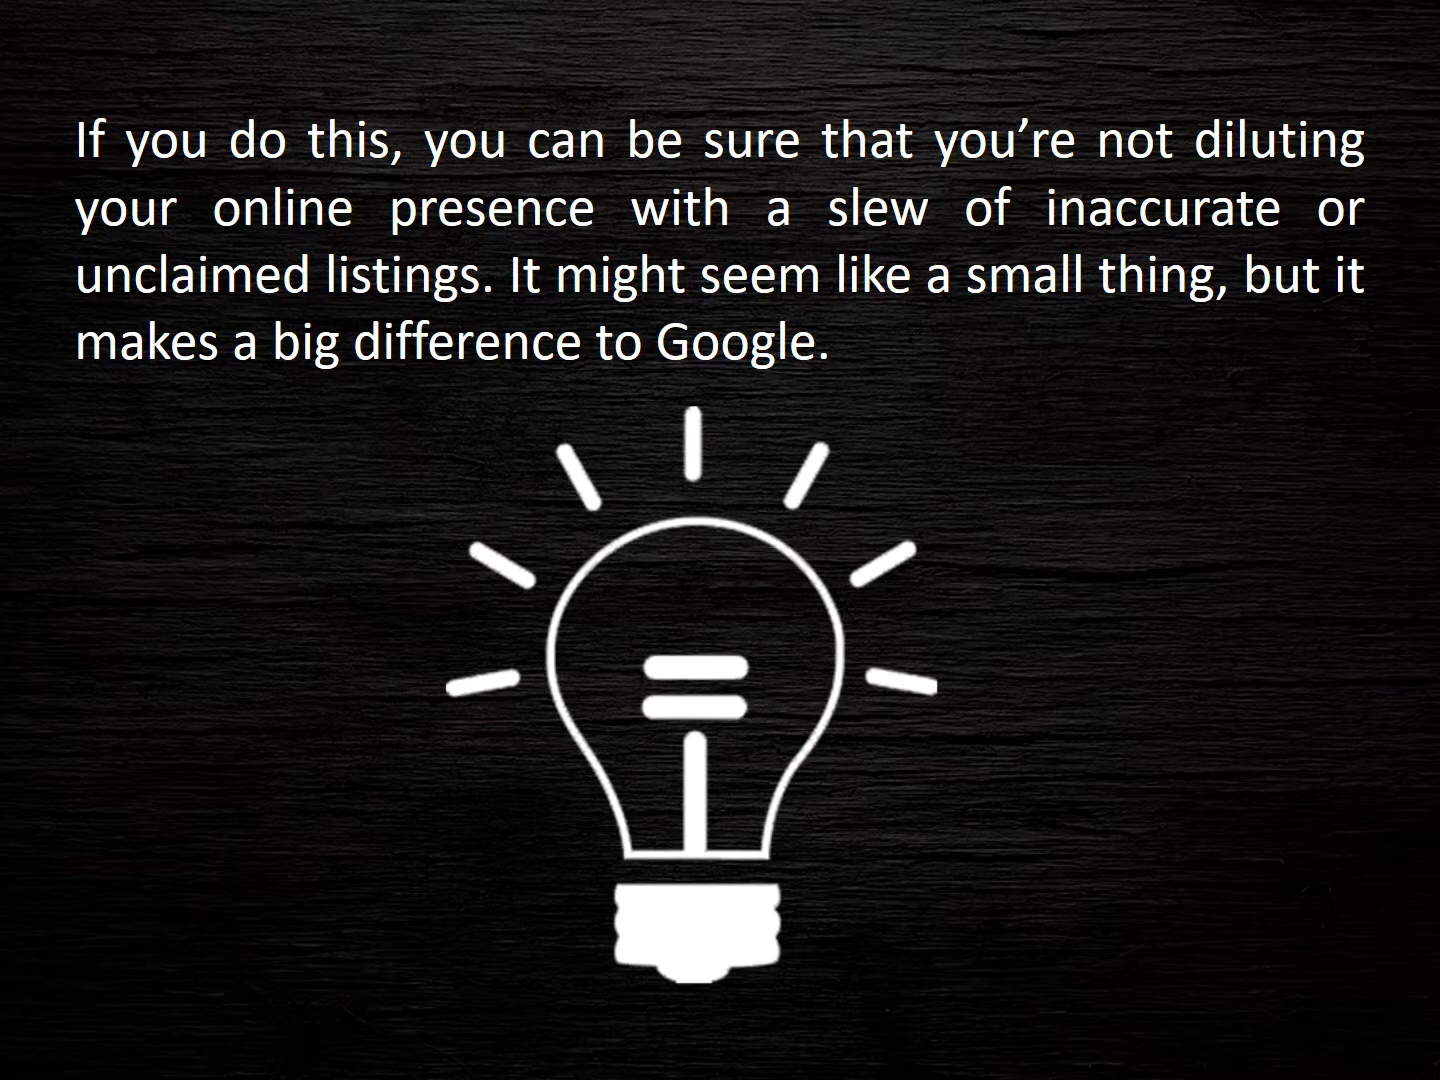 If you do this, you can be sure that you’re not diluting
your online presence with a slew of inaccurate or
unclaimed listings. It might seem like a small thing, but it
makes a big difference to Google.